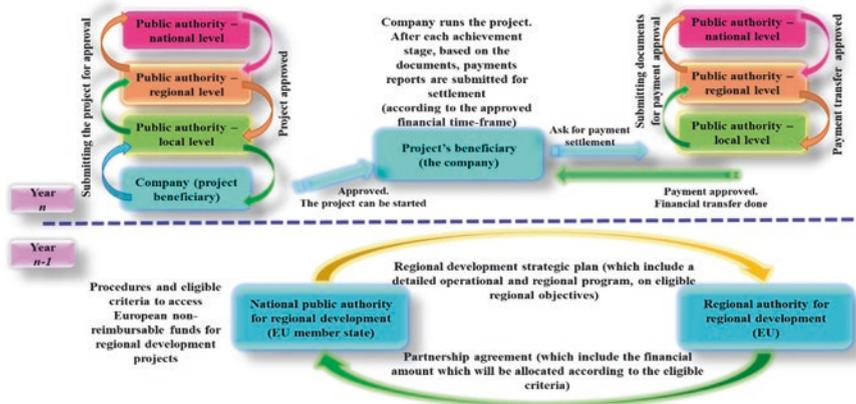 Submitting the project for approval
Public authority –
national level
Public authority –
regional level
Public authority –
local level
Company (project
beneficiary)
Project approved
Company runs the project.
After each achievement
stage, based on the
documents, payments
reports are submitted for
settlement
(according to the approved
financial time-frame)
Project's beneficiary
(the company)
Approved.
The project can be started
Ask for payment
settlement
Payment approved.
Financial transfer done
Submitting documents
for payment approval
Public authority –
national level
Public authority –
regional level
Public authority –
local level
Payment transfer approved
Year
n
Year
n-1
Procedures and eligible
criteria to access
European non-
reimbursable funds for
regional development
projects
National public authority
for regional development
(EU member state)
Regional development strategic plan (which include a
detailed operational and regional program, on eligible
regional objectives)
Partnership agreement (which include the financial
amount which will be allocated according to the eligible
criteria)
Regional authority for
regional development
(EU)